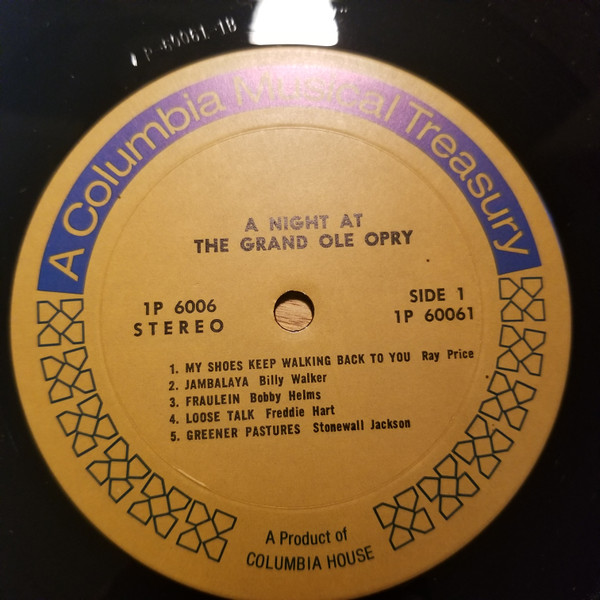 P-60061-1B
A Columbia Musical Treasury
A NIGHT AT
THE GRAND OLE OPRY
1P 6006
STEREO
SIDE 1
1P 60061
1. MY SHOES KEEP WALKING BACK TO YOU Ray Price
2. JAMBALAYA Billy Walker
3. FRAULEIN Bobby Helms
4. LOOSE TALK Freddie Hart
5. GREENER PASTURES Stonewall Jackson
A Product of
COLUMBIA HOUSE